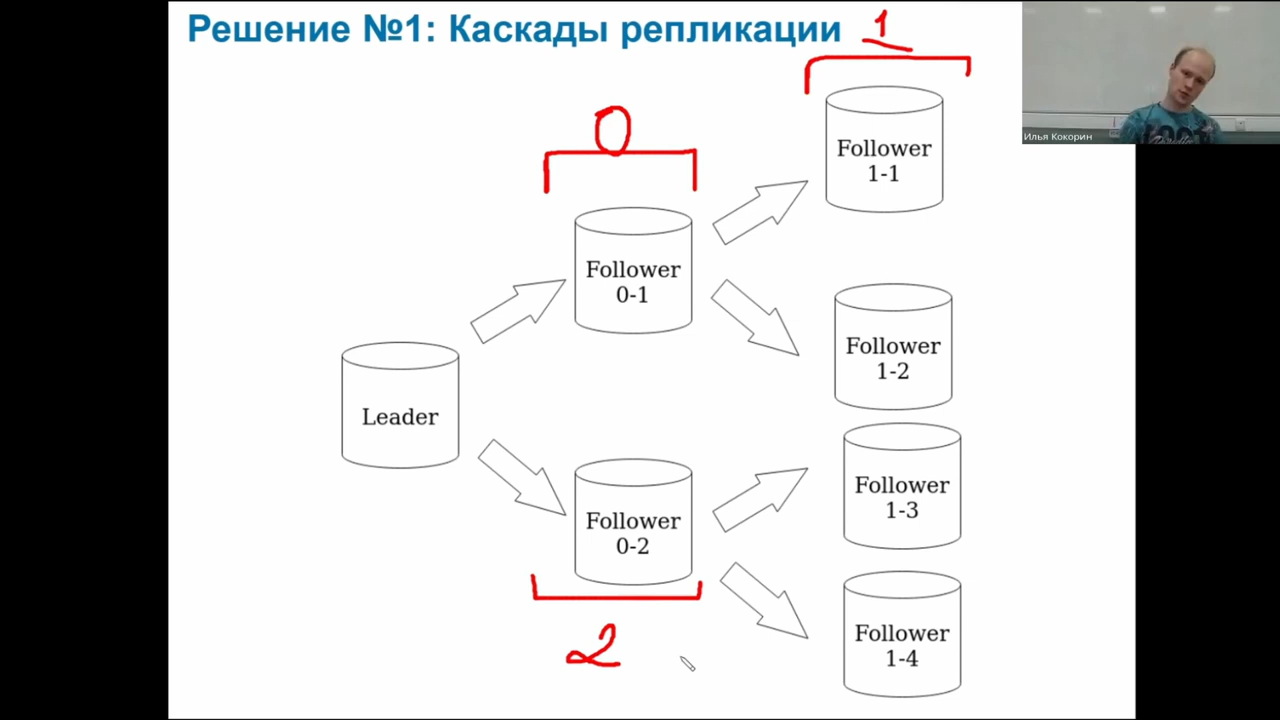 Решение №1: Каскады репликации
1
Илья Кокорин
0
Follower
1-1
Follower
0-1
Follower
1-2
Leader
Follower
1-3
Follower
0-2
2
Follower
1-4